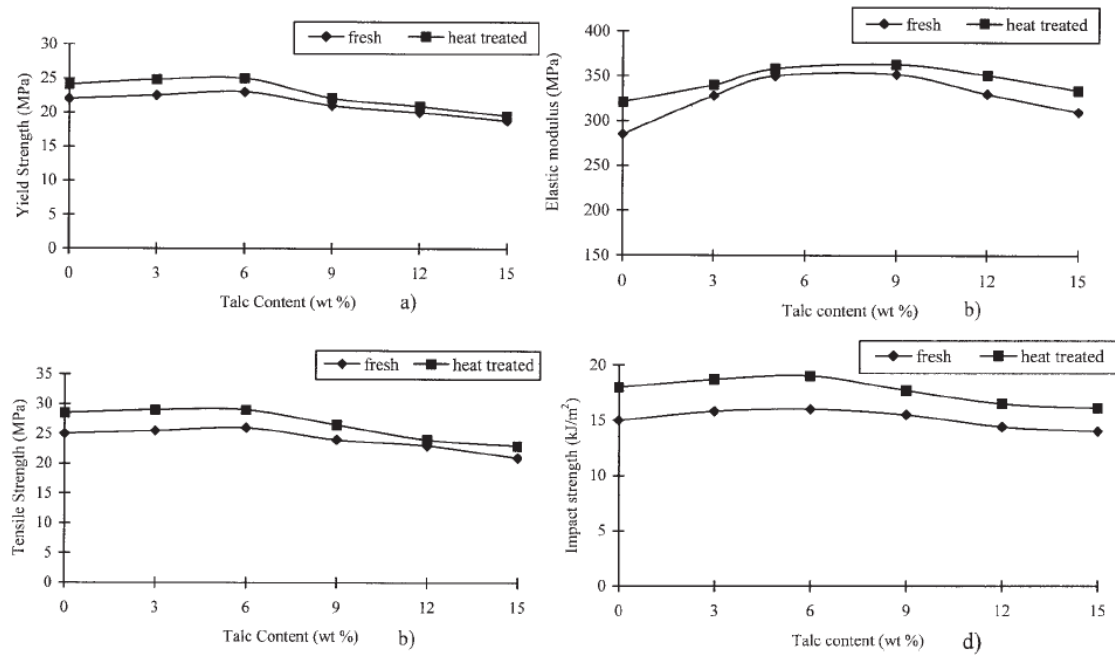 fresh heat treated
30
25
20
15
10
5
0
Yield Strength (MPa)
0 3 6 9 12 15
Talc Content (wt %) a)
fresh heat treated
400
350
300
250
200
150
Elastic modulus (MPa)
0 3 6 9 12 15
Talc content (wt %) b)
fresh heat treated
35
30
25
20
15
10
5
0
Tensile Strength (MPa)
0 3 6 9 12 15
Talc Content (wt %) b)
fresh heat treated
20
15
10
5
0
Impact strength (kJ/m²)
0 3 6 9 12 15
Talc content (wt %) d)